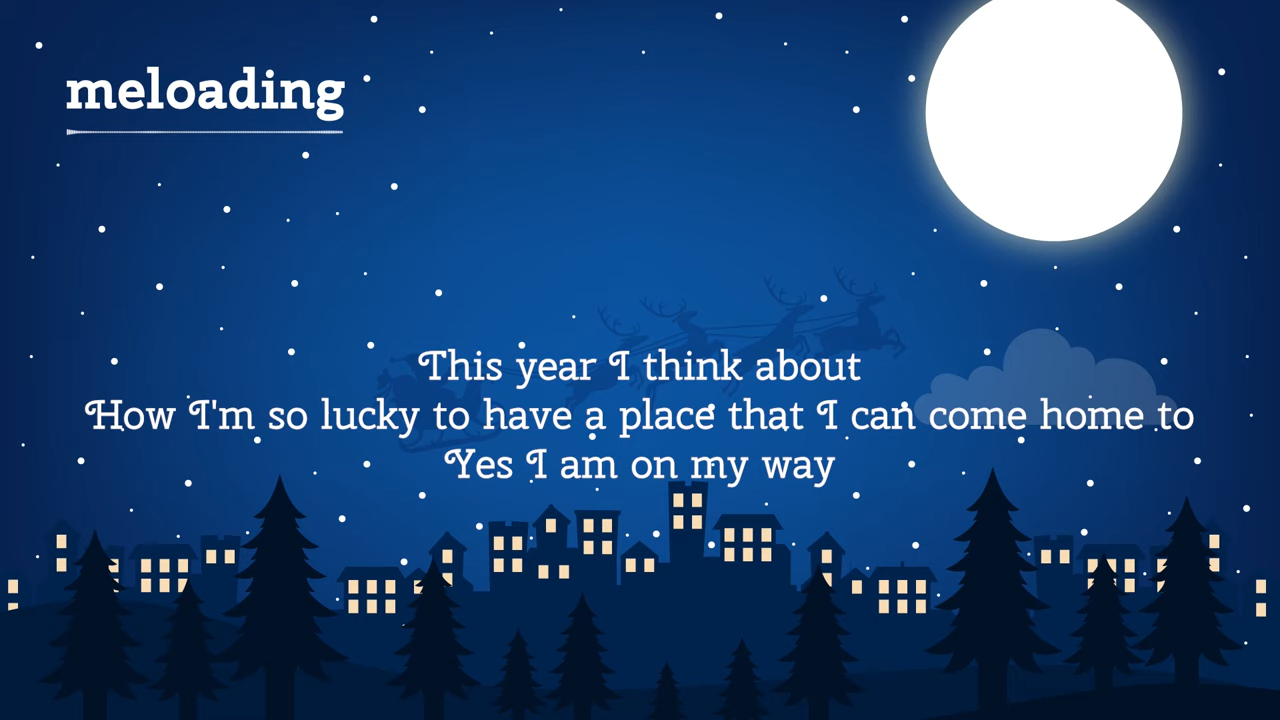 meloading
This year I think about
How I'm so lucky to have a place that I can come home to
Yes I am on my way